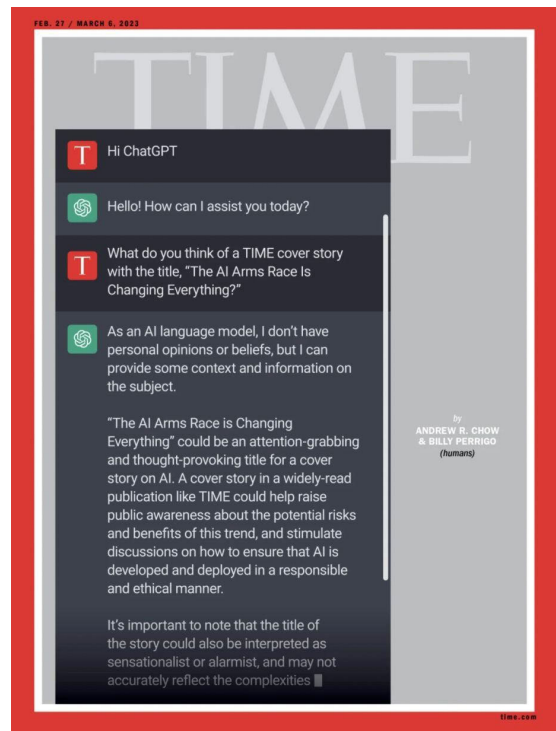 FEB. 27 / MARCH 6, 2023
TIME
T Hi ChatGPT
Hello! How can I assist you today?
T What do you think of a TIME cover story
with the title, “The AI Arms Race Is
Changing Everything?”
As an AI language model, I don’t have
personal opinions or beliefs, but I can
provide some context and information on
the subject.
“The AI Arms Race is Changing
Everything” could be an attention-grabbing
and thought-provoking title for a cover
story on AI. A cover story in a widely-read
publication like TIME could help raise
public awareness about the potential risks
and benefits of this trend, and stimulate
discussions on how to ensure that AI is
developed and deployed in a responsible
and ethical manner.
It’s important to note that the title of
the story could also be interpreted as
sensationalist or alarmist, and may not
accurately reflect the complexities
by
ANDREW R. CHOW
& BILLY PERRIGO
(humans)
time.com